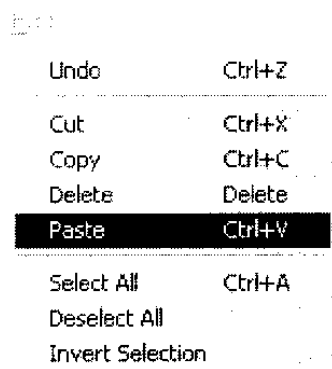 Undo Ctrl+Z
Cut Ctrl+X
Copy Ctrl+C
Delete Delete
Paste Ctrl+V
Select All Ctrl+A
Deselect All
Invert Selection